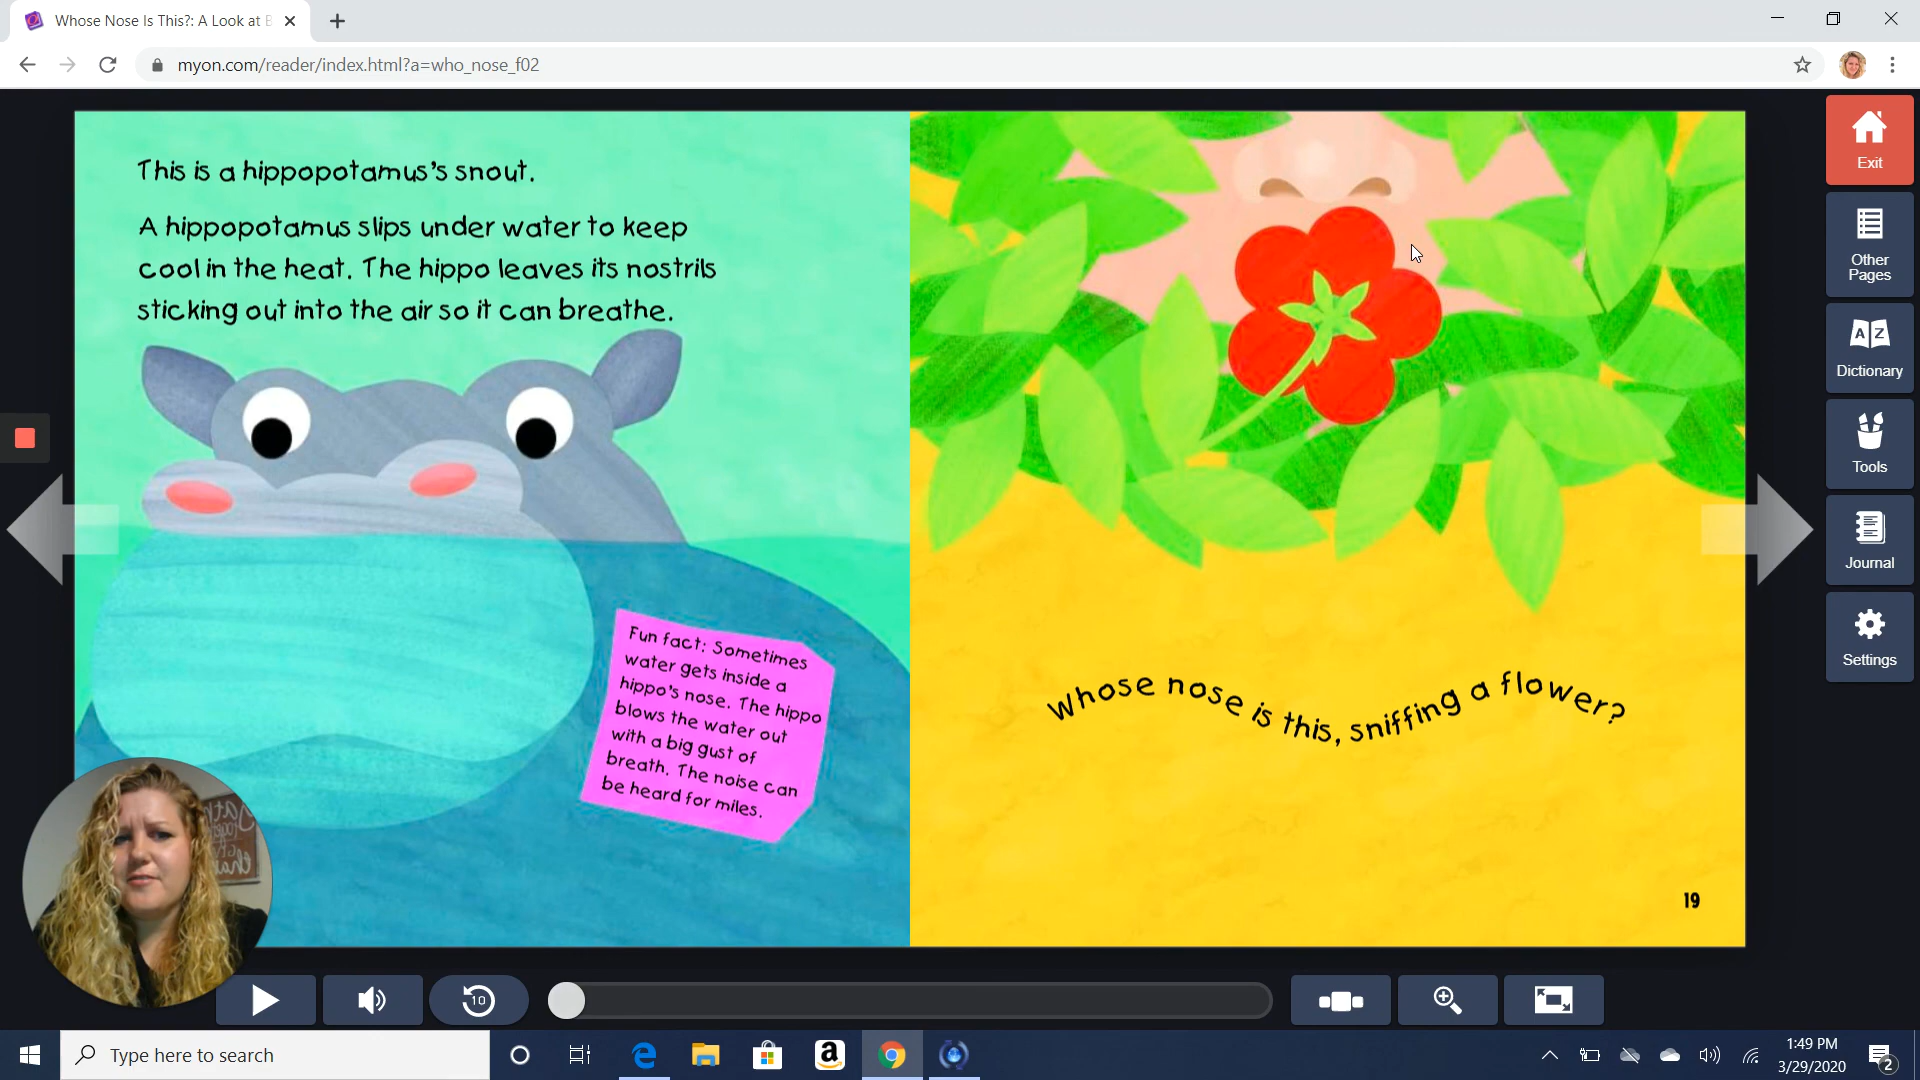 Whose Nose Is This?: A Look at B
myon.com/reader/index.html?a=who_nose_f02
This is a hippopotamus's snout.
A hippopotamus slips under water to keep
cool in the heat. The hippo leaves its nostrils
sticking out into the air so it can breathe.
Fun fact: Sometimes
water gets inside a
hippo's nose. The hippo
blows the water out
with a big gust of
breath. The noise can
be heard for miles.
Whose nose is this, sniffing a flower?
19
Exit
Other
Pages
A Z
Dictionary
Tools
Journal
Settings
10
Type here to search
a
1:49 PM
3/29/2020
2